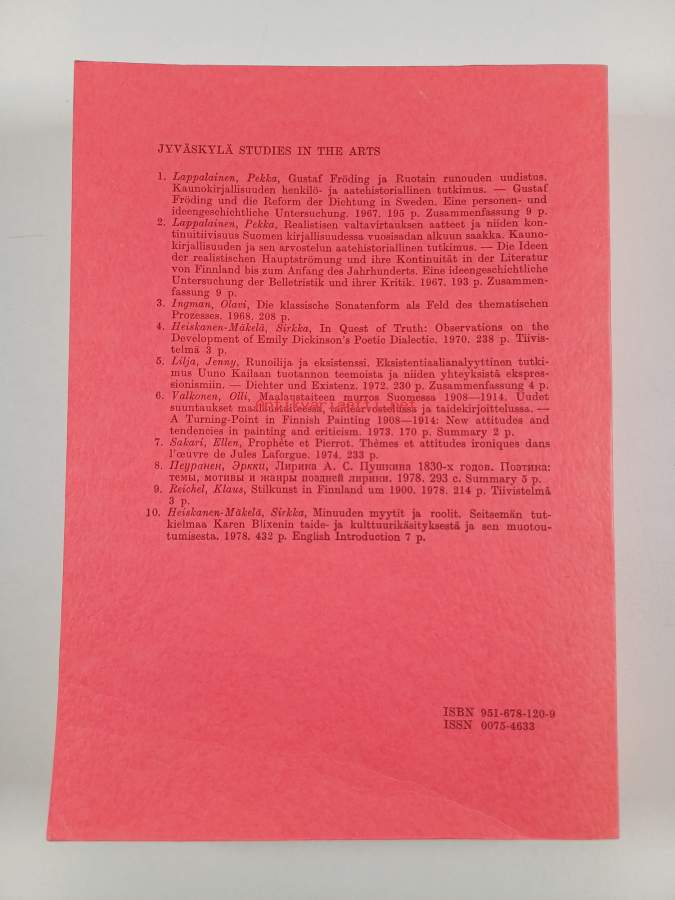 JYVÄSKYLÄ STUDIES IN THE ARTS
1. Lappalainen, Pekka, Gustaf Fröding ja Ruotsin runouden uudistus.
Kaunokirjallisuuden henkilö- ja aatehistoriallinen tutkimus. — Gustaf
Fröding und die Reform der Dichtung in Sweden. Eine personen- und
ideengeschichtliche Untersuchung. 1967. 195 p. Zusammenfassung 9 p.
2. Lappalainen, Pekka, Realistisen valtavirtauksen aatteet ja niiden kon-
tinuitiivisuus Suomen kirjallisuudessa vuosisadan alkuun saakka. Kauno-
kirjallisuuden ja sen arvostelun aatehistoriallinen tutkimus. — Die Ideen
der realistischen Hauptströmung und ihre Kontinuität in der Literatur
von Finnland bis zum Anfang des Jahrhunderts. Eine ideengeschichtliche
Untersuchung der Belletristik und ihrer Kritik. 1967. 193 p. Zusammen-
fassung 9 p.
3. Ingman, Olavi, Die klassische Sonatenform als Feld des thematischen
Prozesses. 1968. 208 p.
4. Heiskanen-Mäkelä, Sirkka, In Quest of Truth: Observations on the
Development of Emily Dickinson's Poetic Dialectic. 1970. 238 p. Tiivis-
telmä 3 p.
5. Lilja, Jenny, Runoilija ja eksistenssi. Eksistentiaalianalyyttinen tutki-
mus Uuno Kailaan tuotannon teemoista ja niiden yhteyksistä ekspres-
sionismiin. — Dichter und Existenz. 1972. 230 p. Zusammenfassung 4 p.
6. Valkonen, Olli, Maalaustaiteen murros Suomessa 1908—1914. Uudet
suuntaukset maalaustaiteessa, taidearvostelussa ja taidekirjoittelussa. —
A Turning-Point in Finnish Painting 1908—1914: New attitudes and
tendencies in painting and criticism. 1973. 170 p. Summary 2 p.
7. Sakari, Ellen, Prophète et Pierrot. Thèmes et attitudes ironiques dans
l'œuvre de Jules Laforgue. 1974. 233 p.
8. Пеуранен, Эркки, Лирика А. С. Пушкина 1830-х годов. Поэтика:
темы, мотивы и жанры поздней лирики. 1978. 293 с. Summary 5 p.
9. Reichel, Klaus, Stilkunst in Finnland um 1900. 1978. 214 p. Tiivistelmä
3 p.
10. Heiskanen-Mäkelä, Sirkka, Minuuden myytit ja roolit. Seitsemän tut-
kielmaa Karen Blixenin taide- ja kulttuurikäsityksestä ja sen muotou-
tumisesta. 1978. 432 p. English Introduction 7 p.
ISBN 951-678-120-9
ISSN 0075-4633